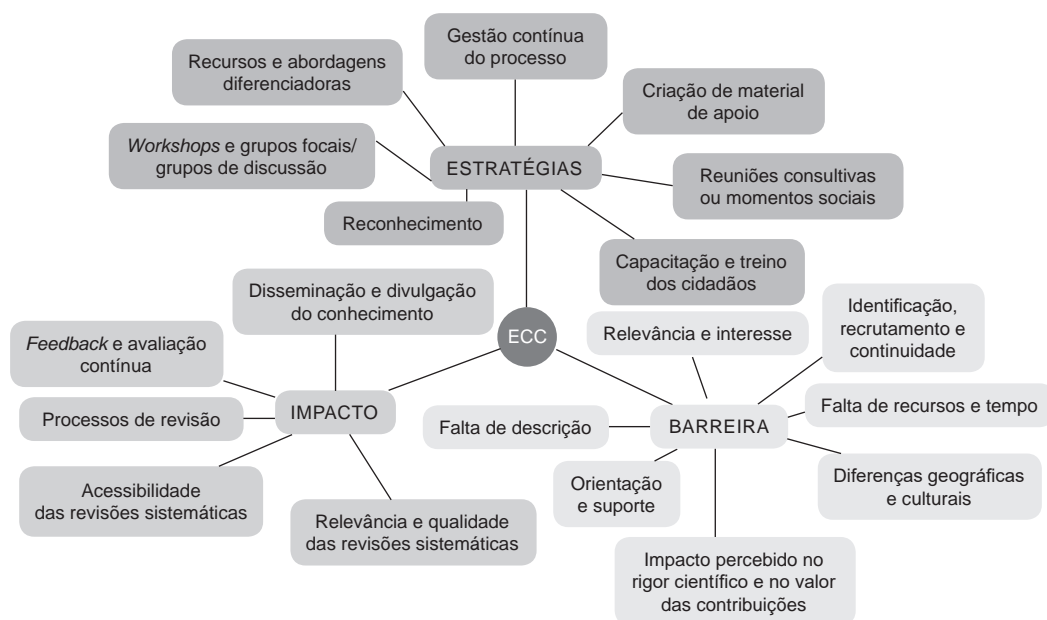 Gestão contínua
do processo
Recursos e abordagens
diferenciadoras
Criação de material
de apoio
Workshops e grupos focais/
grupos de discussão
ESTRATÉGIAS
Reuniões consultivas
ou momentos sociais
Reconhecimento
Capacitação e treino
dos cidadãos
Disseminação e divulgação
do conhecimento
ECC
Relevância e interesse
Identificação,
recrutamento e
continuidade
Feedback e avaliação
contínua
IMPACTO
Processos de revisão
Acessibilidade
das revisões sistemáticas
Relevância e qualidade
das revisões sistemáticas
BARREIRA
Falta de descrição
Falta de recursos e tempo
Orientação
e suporte
Diferenças geográficas
e culturais
Impacto percebido no
rigor científico e no valor
das contribuições